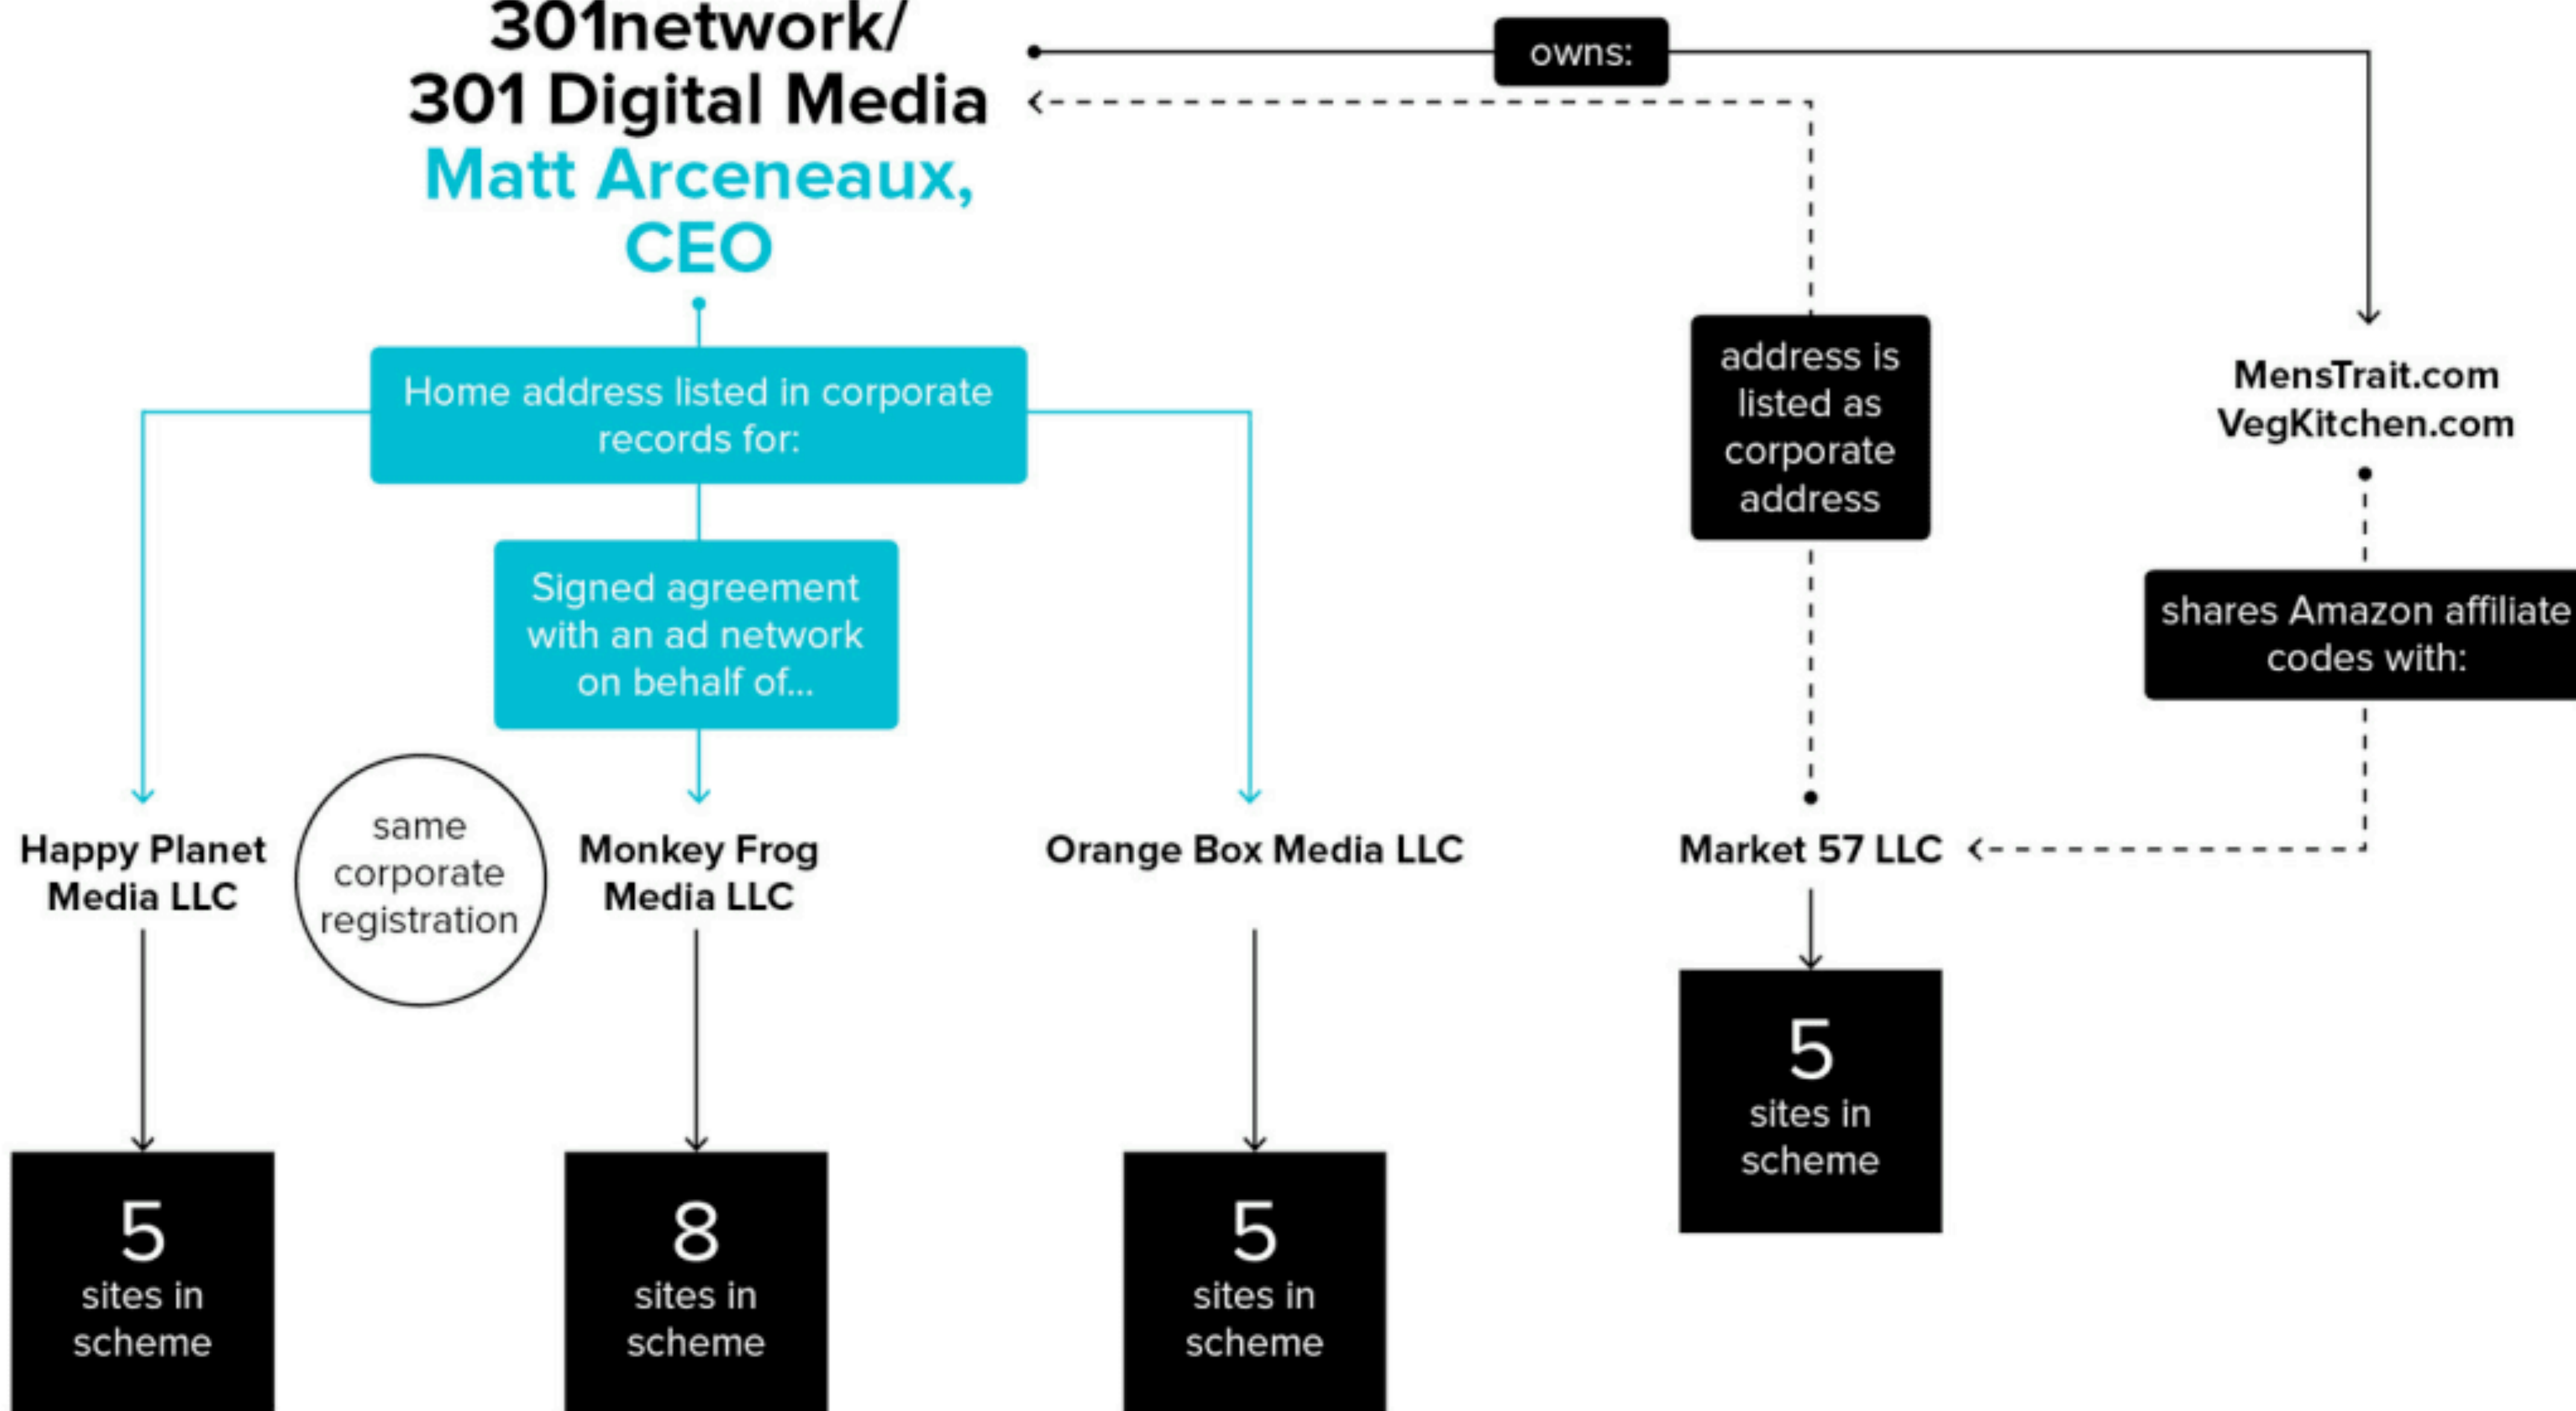 301network/
301 Digital Media
Matt Arceneaux,
CEO
owns:
Home address listed in corporate
records for:
Signed agreement
with an ad network
on behalf of...
address is
listed as
corporate
address
MensTrait.com
VegKitchen.com
shares Amazon affiliate
codes with:
Happy Planet
Media LLC
same
corporate
registration
Monkey Frog
Media LLC
Orange Box Media LLC
Market 57 LLC
5
sites in
scheme
8
sites in
scheme
5
sites in
scheme
5
sites in
scheme